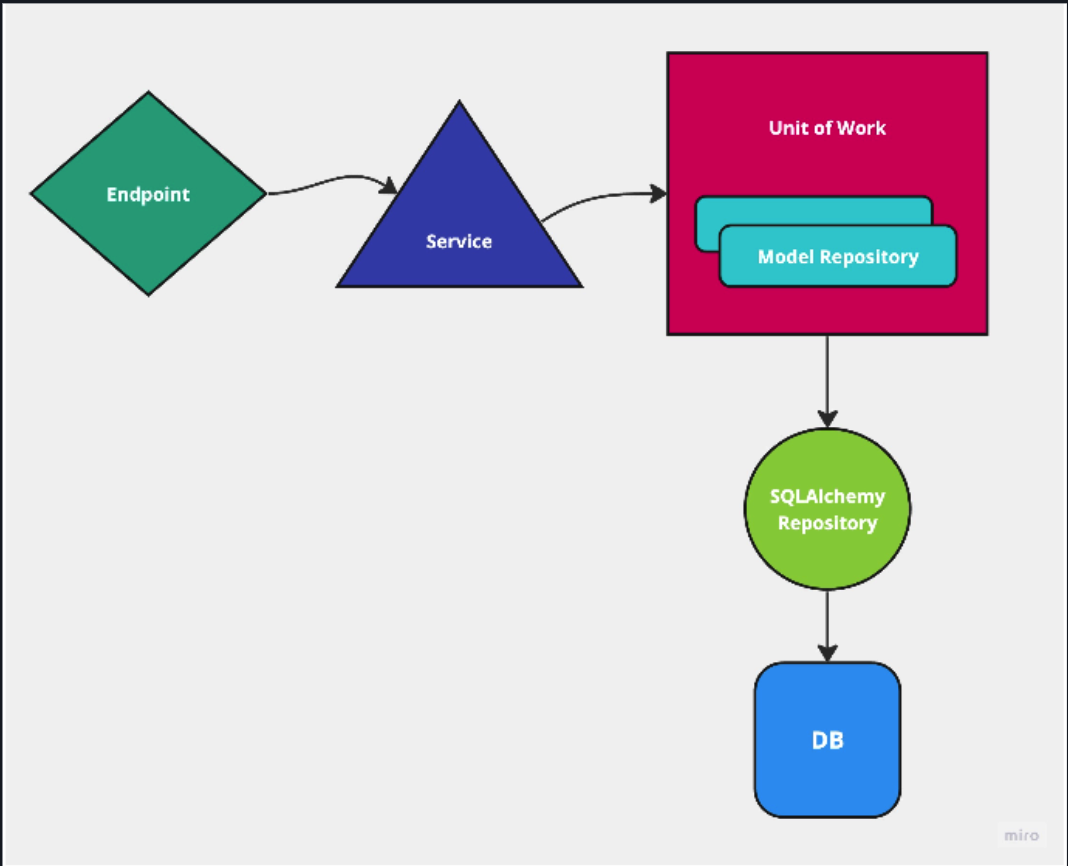 Endpoint
Service
Unit of Work
Model Repository
SQLAlchemy
Repository
DB
miro